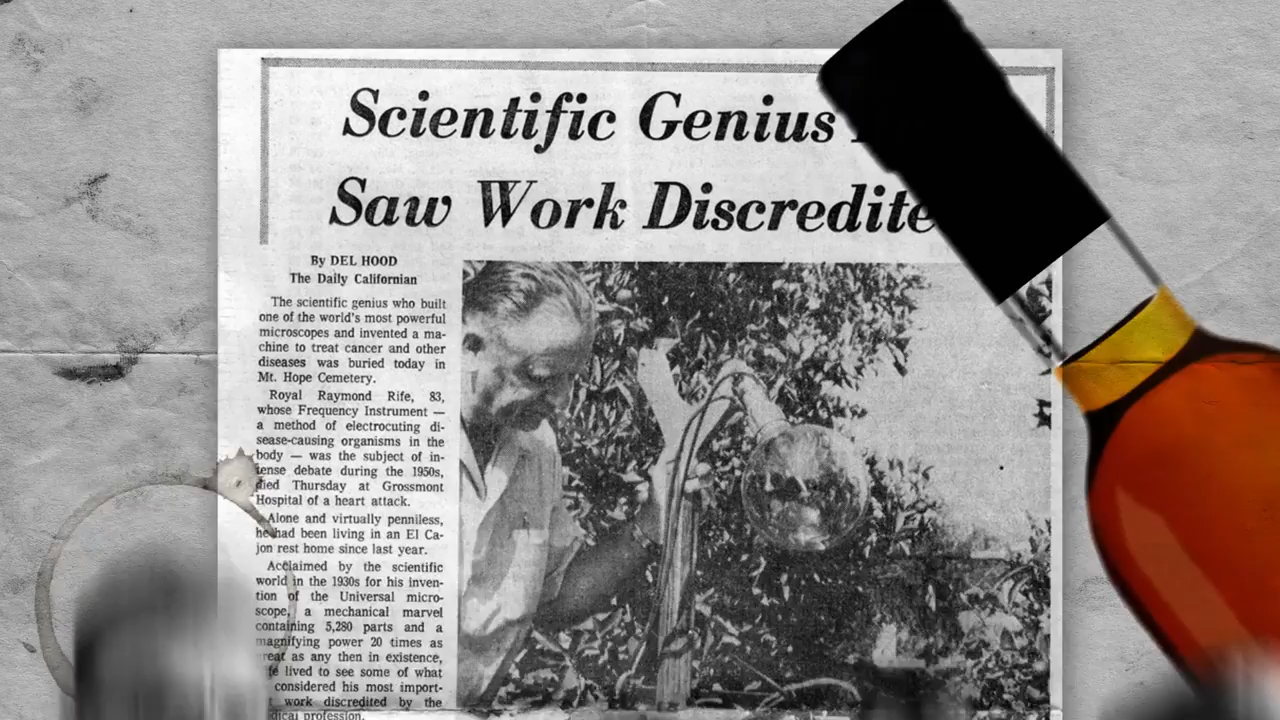 Scientific Genius
Saw Work Discredite
By DEL HOOD
The Daily Californian
The scientific genius who built
one of the world's most powerful
microscopes and invented a ma-
chine to treat cancer and other
diseases was buried today in
Mt. Hope Cemetery.
Royal Raymond Rife, 83,
whose Frequency Instrument —
a method of electrocuting di-
sease-causing organisms in the
body — was the subject of in-
tense debate during the 1950s,
died Thursday at Grossmont
Hospital of a heart attack.
Alone and virtually penniless,
he had been living in an El Ca-
jon rest home since last year.
Acclaimed by the scientific
world in the 1930s for his inven-
tion of the Universal micro-
scope, a mechanical marvel
containing 5,280 parts and a
magnifying power 20 times as
reat as any then in existence,
fe lived to see some of what
considered his most import-
t work discredited by the
dical profession.